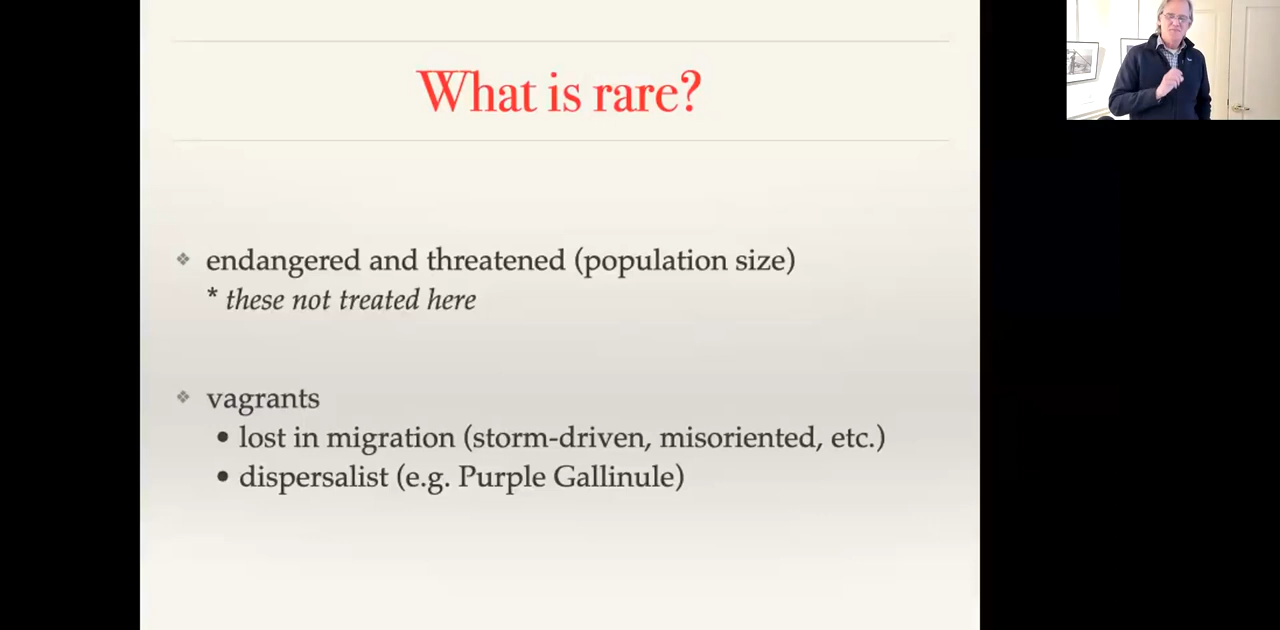 What is rare?
❖ endangered and threatened (population size)
* these not treated here
❖ vagrants
• lost in migration (storm-driven, misoriented, etc.)
• dispersalist (e.g. Purple Gallinule)